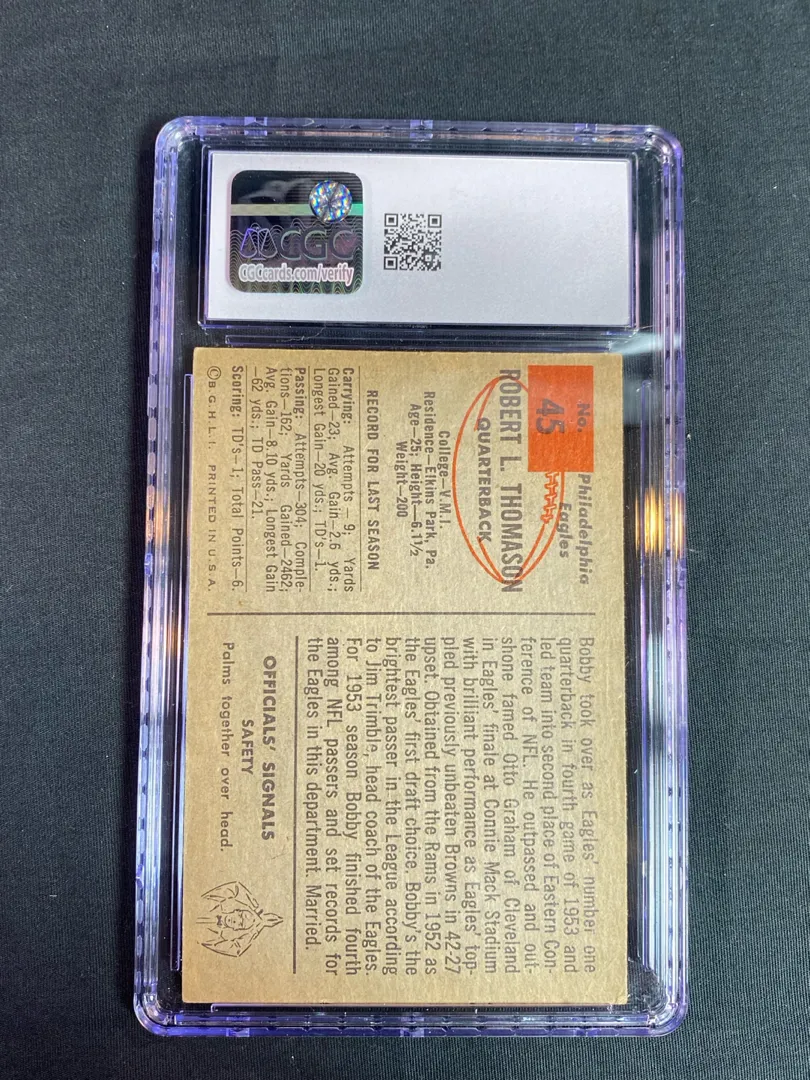 CGC
CGCcards.com/verify
No.
45
Philadelphia
Eagles
ROBERT L. THOMASON
QUARTERBACK
College—V.M.I.
Residence—Elkins Park, Pa.
Age—25; Height—6.1½
Weight—200
RECORD FOR LAST SEASON
Carrying: Attempts—9; Yards
Gained—23; Avg. Gain—2.6 yds.;
Longest Gain—20 yds.; TD's—1.
Passing: Attempts—304; Comple-
tions—162; Yards Gained—2462;
Avg. Gain—8.10 yds.; Longest Gain
—62 yds.; TD Pass—21.
Scoring: TD's—1; Total Points—6.
©B.G.H.L.I. PRINTED IN U.S.A.
Bobby took over as Eagles' number one
quarterback in fourth game of 1953 and
led team into second place of Eastern Con-
ference of NFL. He outpassed and out-
shone famed Otto Graham of Cleveland
in Eagles' finale at Connie Mack Stadium
with brilliant performance as Eagles top-
pled previously unbeaten Browns in 42-27
upset. Obtained from the Rams in 1952 as
the Eagles' first draft choice. Bobby's the
brightest passer in the League according
to Jim Trimble, head coach of the Eagles.
For 1953 season Bobby finished fourth
among NFL passers and set records for
the Eagles in this department. Married.
OFFICIALS' SIGNALS
SAFETY
Palms together over head.